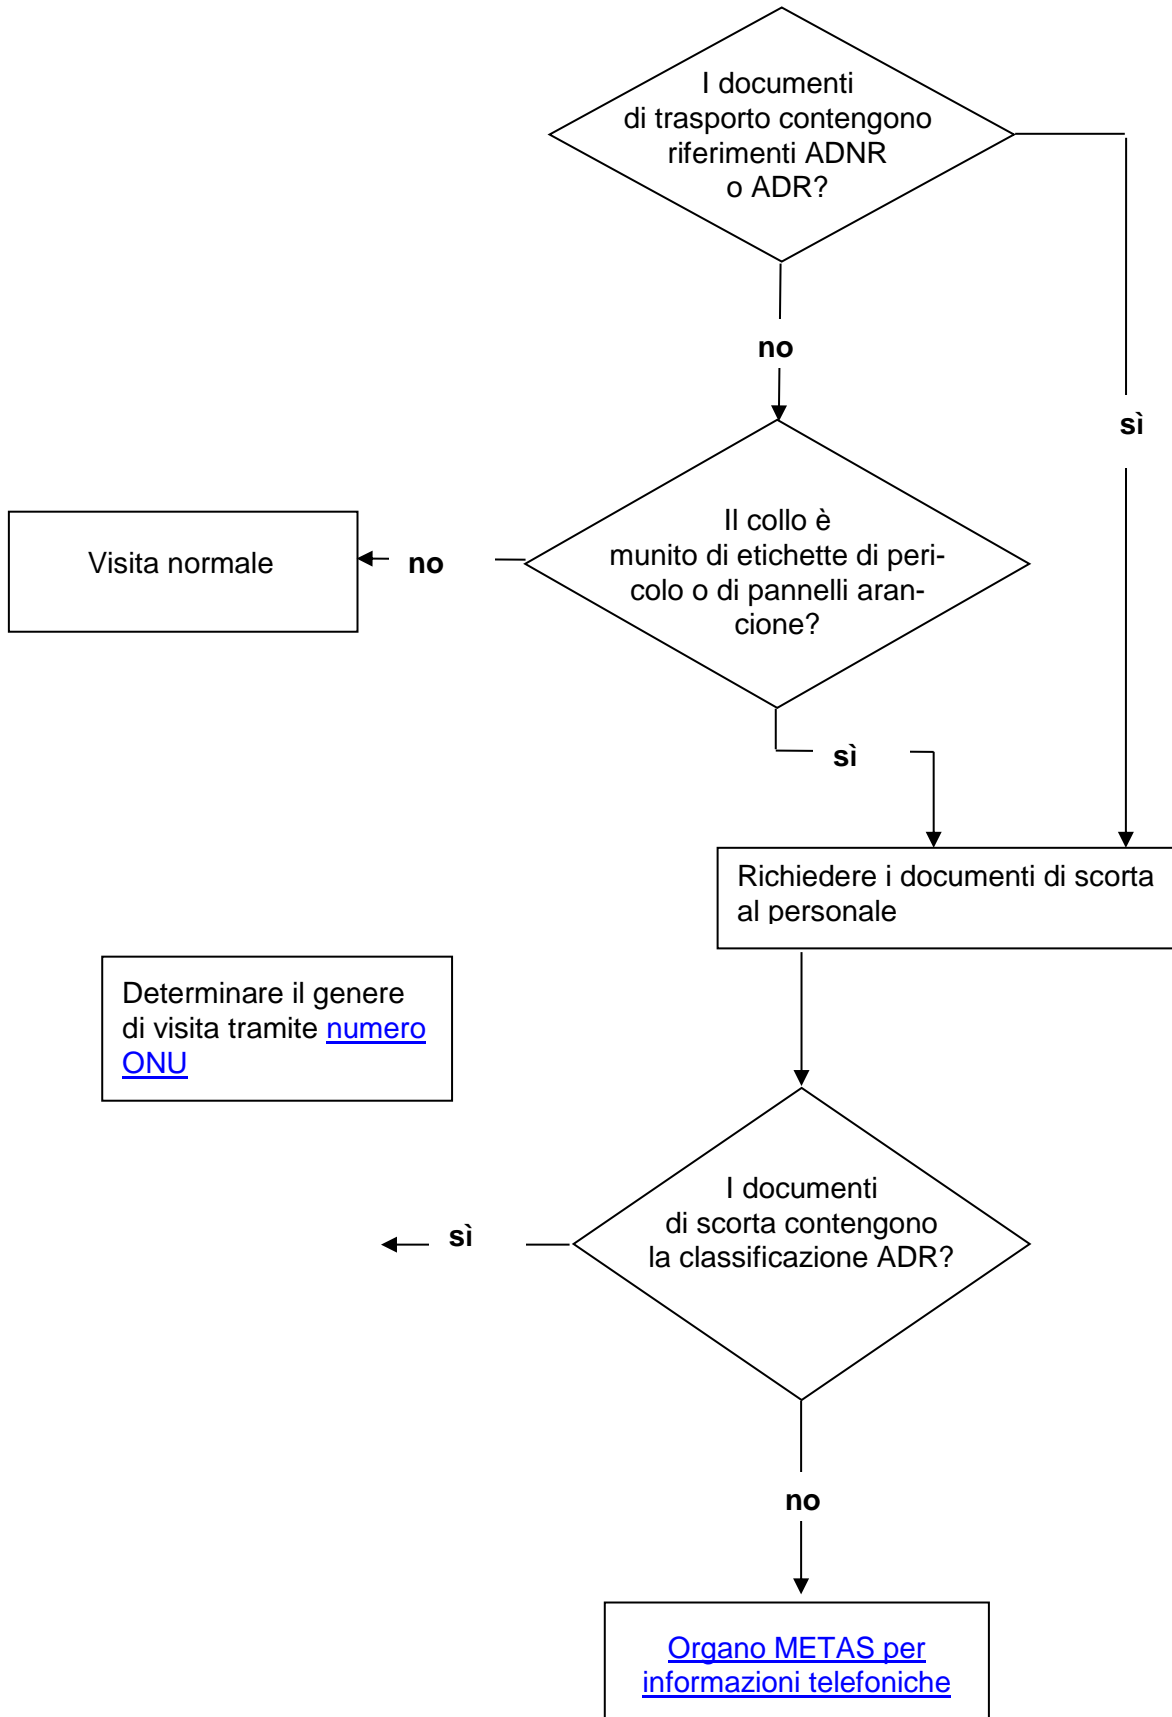 I documenti
di trasporto contengono
riferimenti ADNR
o ADR?
no
sì
Il collo è
munito di etichette di peri-
colo o di pannelli aran-
cione?
no
Visita normale
sì
Richiedere i documenti di scorta
al personale
Determinare il genere
di visita tramite numero
ONU
I documenti
di scorta contengono
la classificazione ADR?
sì
no
Organo METAS per
informazioni telefoniche